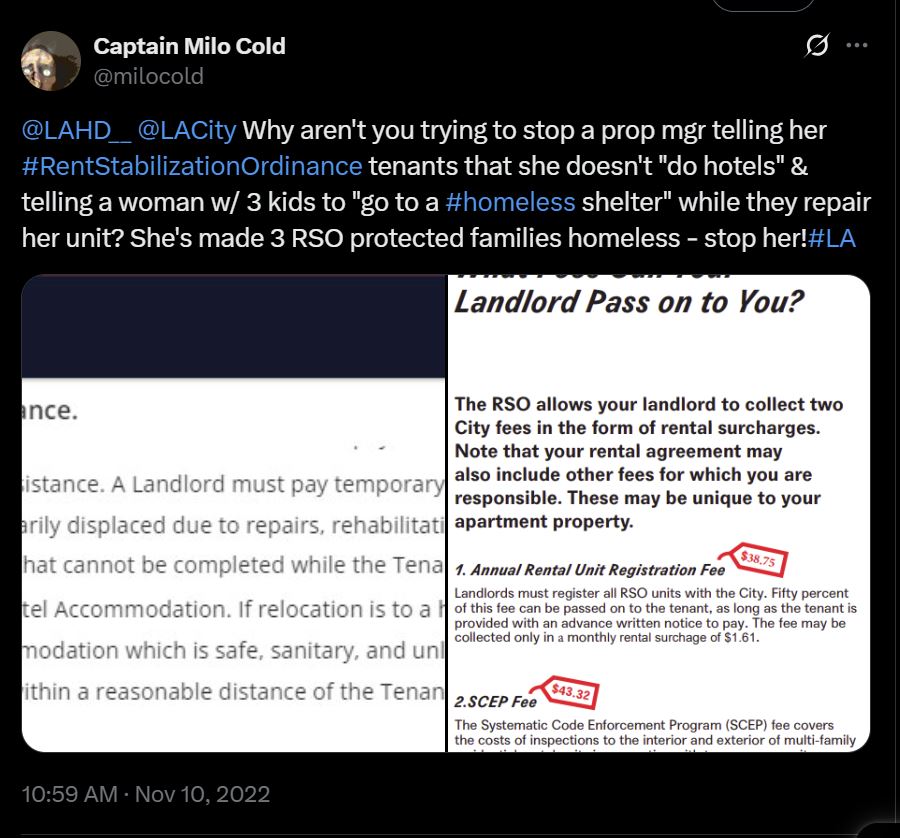 Captain Milo Cold
@milocold
@LAHD__ @LACity Why aren't you trying to stop a prop mgr telling her
#RentStabilizationOrdinance tenants that she doesn't "do hotels" &
telling a woman w/ 3 kids to "go to a #homeless shelter" while they repair
her unit? She's made 3 RSO protected families homeless - stop her!#LA
ance.
istance. A Landlord must pay temporary
arily displaced due to repairs, rehabilitati
hat cannot be completed while the Tena
tel Accommodation. If relocation is to a h
modation which is safe, sanitary, and unl
ithin a reasonable distance of the Tenan
Landlord Pass on to You?
The RSO allows your landlord to collect two
City fees in the form of rental surcharges.
Note that your rental agreement may
also include other fees for which you are
responsible. These may be unique to your
apartment property.
1. Annual Rental Unit Registration Fee $38.75
Landlords must register all RSO units with the City. Fifty percent
of this fee can be passed on to the tenant, as long as the tenant is
provided with an advance written notice to pay. The fee may be
collected only in a monthly rental surchage of $1.61.
2.SCEP Fee $43.32
The Systematic Code Enforcement Program (SCEP) fee covers
the costs of inspections to the interior and exterior of multi-family
10:59 AM · Nov 10, 2022